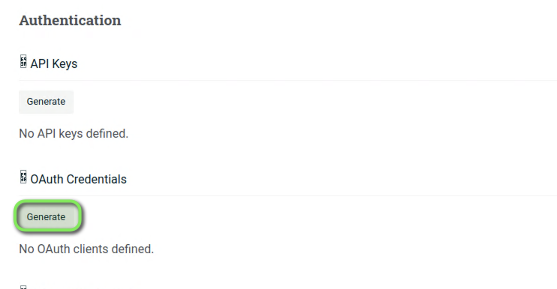 Authentication
API Keys
Generate
No API keys defined.
OAuth Credentials
Generate
No OAuth clients defined.